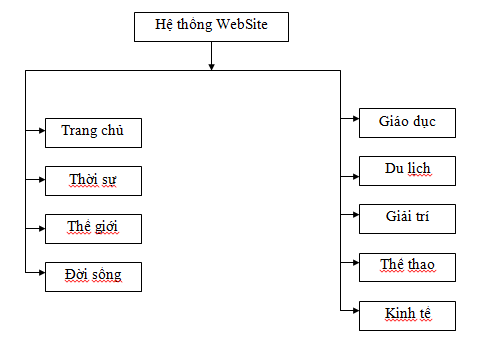 Hệ thống WebSite
Trang chủ
Thời sự
Thế giới
Đời sống
Giáo dục
Du lịch
Giải trí
Thể thao
Kinh tế